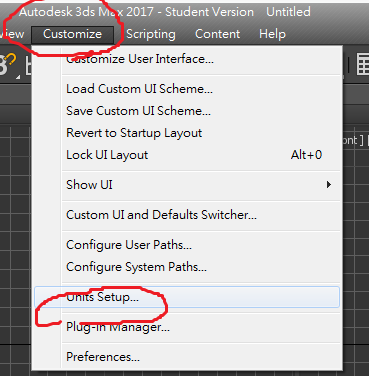 Autodesk 3ds Max 2017 - Student Version Untitled
View Customize Scripting Content Help
Customize User Interface...
Load Custom UI Scheme...
Save Custom UI Scheme...
Revert to Startup Layout
Lock UI Layout Alt+0
Show UI
Custom UI and Defaults Switcher...
Configure User Paths...
Configure System Paths...
Units Setup...
Plug-in Manager...
Preferences...